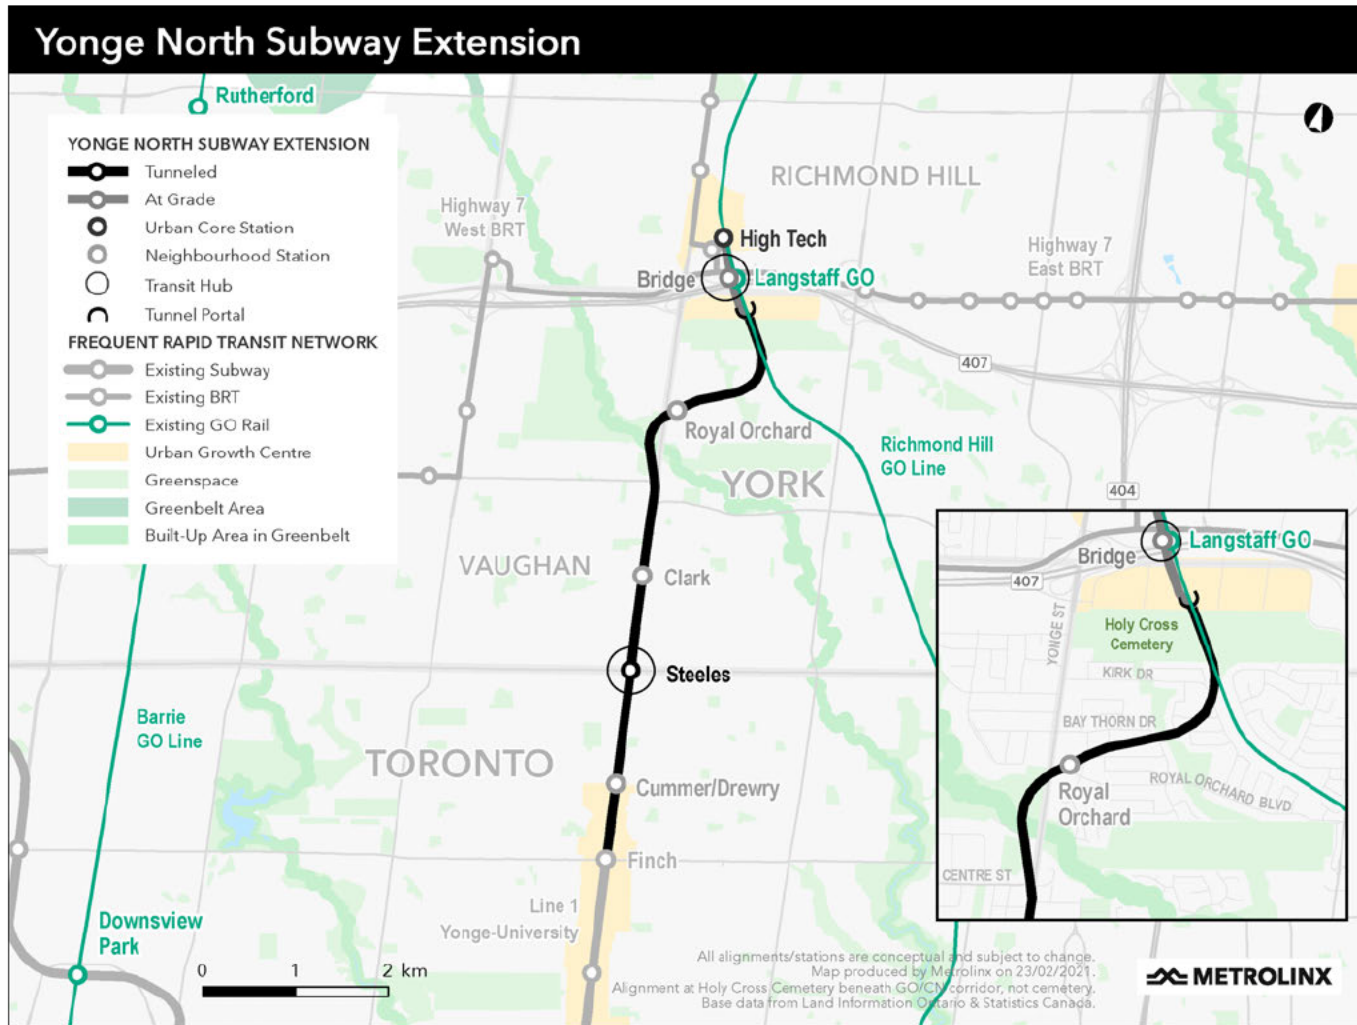 Yonge North Subway Extension
Rutherford
YONGE NORTH SUBWAY EXTENSION
Tunneled
At Grade
Urban Core Station
Neighbourhood Station
Transit Hub
Tunnel Portal
FREQUENT RAPID TRANSIT NETWORK
Existing Subway
Existing BRT
Existing GO Rail
Urban Growth Centre
Greenspace
Greenbelt Area
Built-Up Area in Greenbelt
RICHMOND HILL
Highway 7
West BRT
High Tech
Highway 7
East BRT
Bridge
Langstaff GO
407
Royal Orchard
Richmond Hill
GO Line
YORK
404
VAUGHAN
Clark
Steeles
Barrie
GO Line
TORONTO
Cummer/Drewry
Finch
Line 1
Yonge-University
Downsview
Park
0 1 2 km
Langstaff GO
Bridge
407
YONGE ST
Holy Cross
Cemetery
KIRK DR
BAY THORN DR
ROYAL ORCHARD BLVD
Royal
Orchard
CENTRE ST
All alignments/stations are conceptual and subject to change.
Map produced by Metrolinx on 23/02/2021.
Alignment at Holy Cross Cemetery beneath GO/CN corridor, not cemetery.
Base data from Land Information Ontario & Statistics Canada.
METROLINX